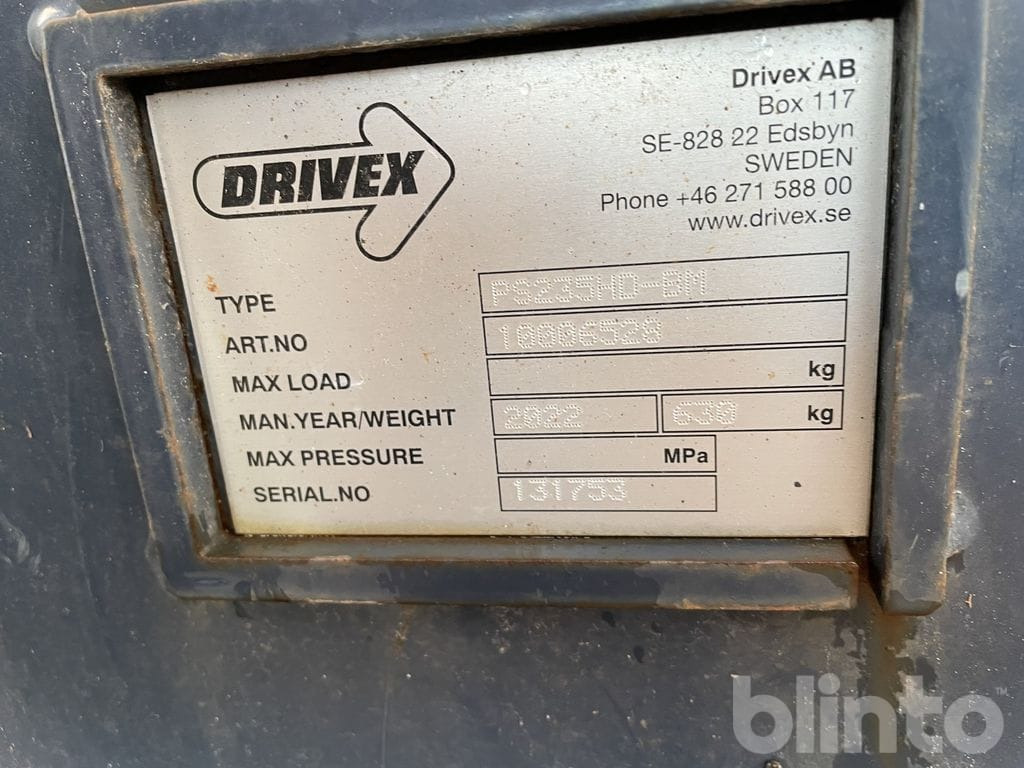 DRIVEX
Drivex AB
Box 117
SE-828 22 Edsbyn
SWEDEN
Phone +46 271 588 00
www.drivex.se
TYPE PS235HD-BM
ART.NO 10006528
MAX LOAD kg
MAN.YEAR/WEIGHT 2022 630 kg
MAX PRESSURE MPa
SERIAL.NO 131753
blinto™